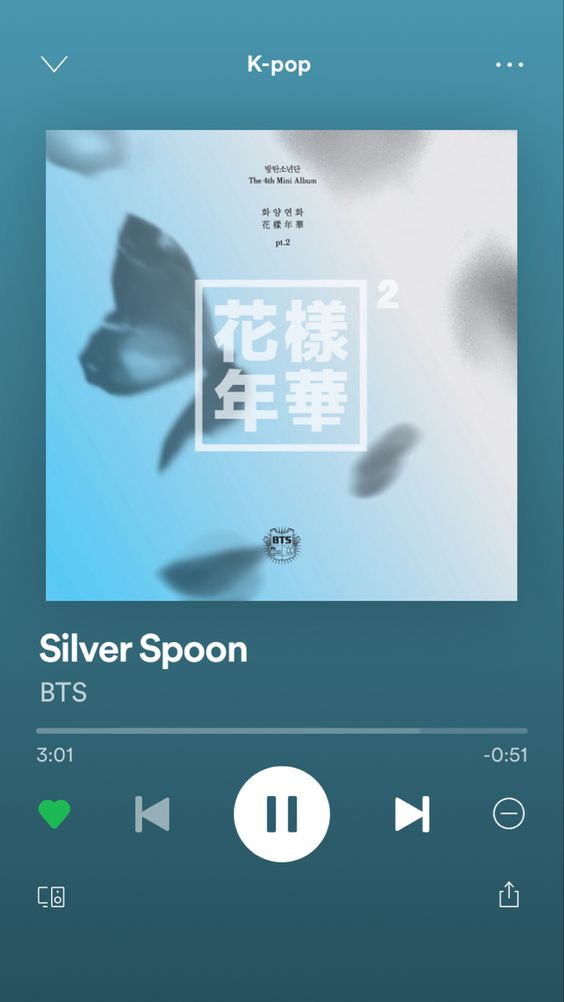 K-pop
방탄소년단
The 4th Mini Album
화양연화
花樣年華
pt.2
2
花樣
年華
BTS
Silver Spoon
BTS
3:01
-0:51